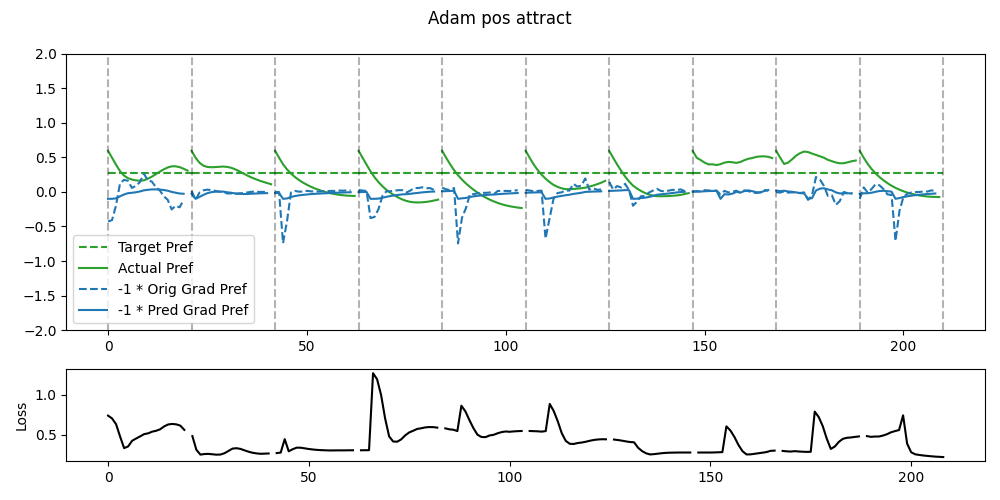 Adam pos attract
2.0
1.5
1.0
0.5
0.0
−0.5
−1.0
−1.5
−2.0
Target Pref
Actual Pref
-1 * Orig Grad Pref
-1 * Pred Grad Pref
0 50 100 150 200
Loss
1.0
0.5
0 50 100 150 200